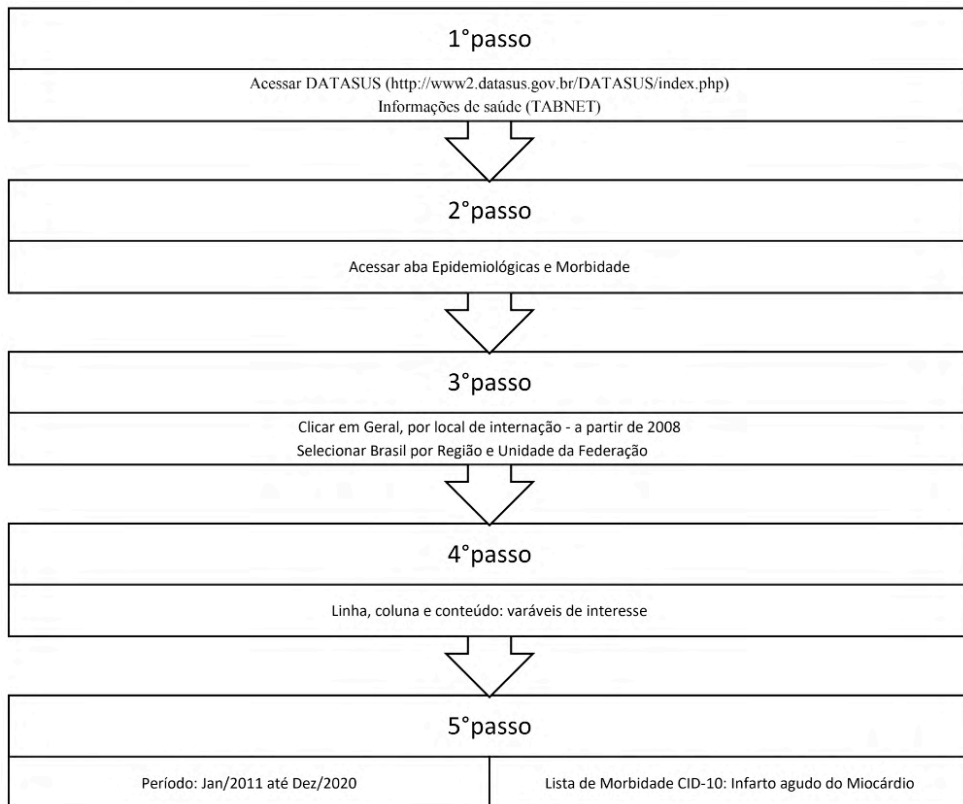 1°passo
Acessar DATASUS (http://www2.datasus.gov.br/DATASUS/index.php)
Informações de saúde (TABNET)
2°passo
Acessar aba Epidemiológicas e Morbidade
3°passo
Clicar em Geral, por local de internação - a partir de 2008
Selecionar Brasil por Região e Unidade da Federação
4°passo
Linha, coluna e conteúdo: varáveis de interesse
5°passo
Período: Jan/2011 até Dez/2020
Lista de Morbidade CID-10: Infarto agudo do Miocárdio